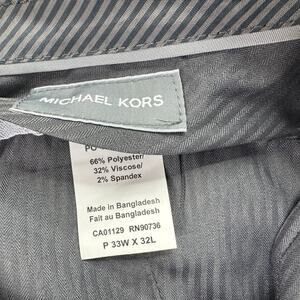 MICHAEL KORS
66% Polyester/
32% Viscose/
2% Spandex
Made in Bangladesh
Fait au Bangladesh
CA01129 RN90736
P 33W X 32L